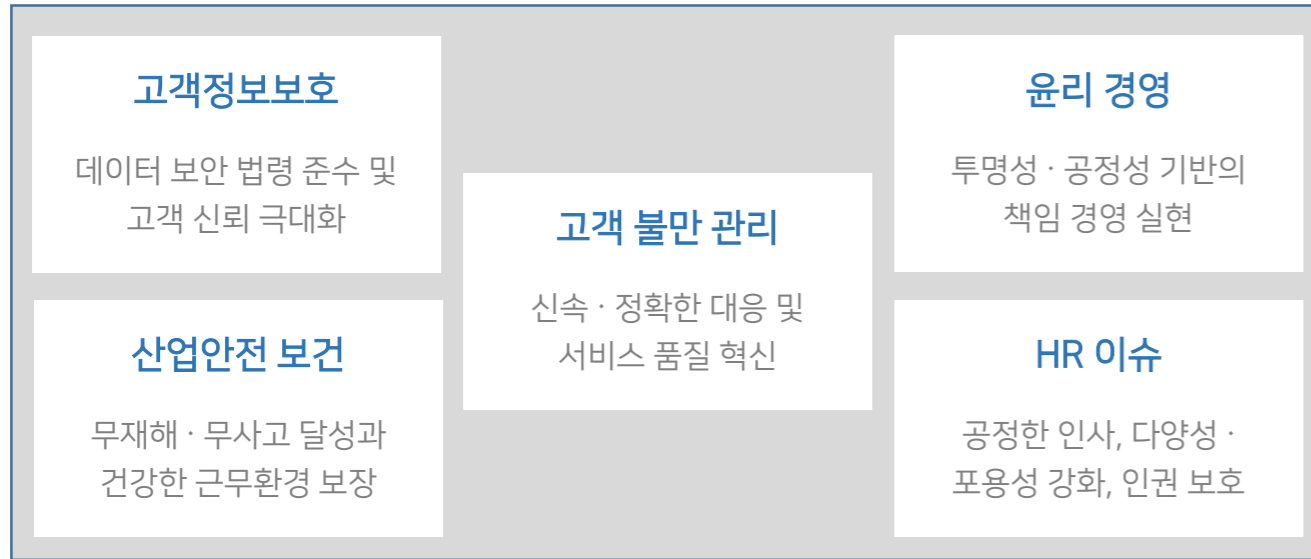 고객정보보호
데이터 보안 법령 준수 및
고객 신뢰 극대화
산업안전 보건
무재해 · 무사고 달성과
건강한 근무환경 보장
고객 불만 관리
신속 · 정확한 대응 및
서비스 품질 혁신
윤리 경영
투명성 · 공정성 기반의
책임 경영 실현
HR 이슈
공정한 인사, 다양성 ·
포용성 강화, 인권 보호